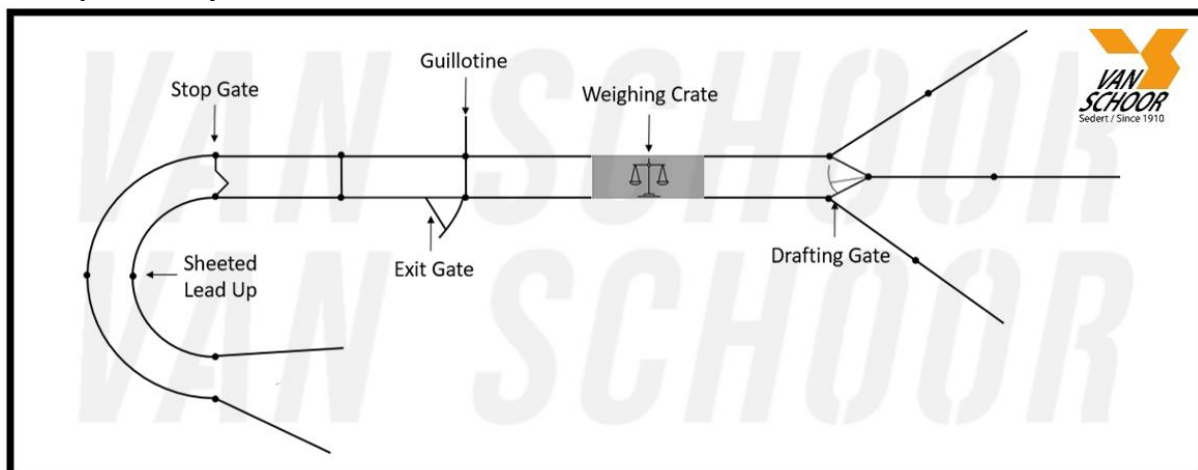 Guillotine
Stop Gate
Weighing Crate
VAN
SCHOOR
Sedert / Since 1910
Exit Gate
Drafting Gate
Sheeted
Lead Up
VAN SCHOOR
VAN SCHOOR